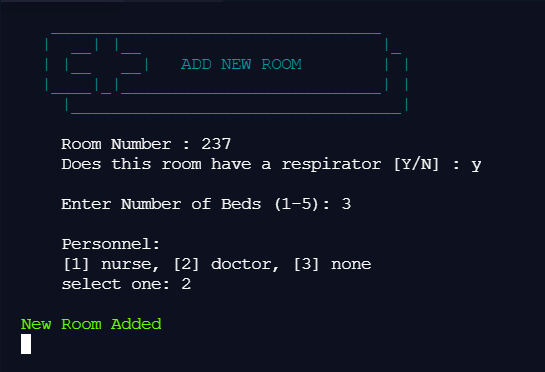 ADD NEW ROOM
Room Number : 237
Does this room have a respirator [Y/N] : y
Enter Number of Beds (1-5): 3
Personnel:
[1] nurse, [2] doctor, [3] none
select one: 2
New Room Added